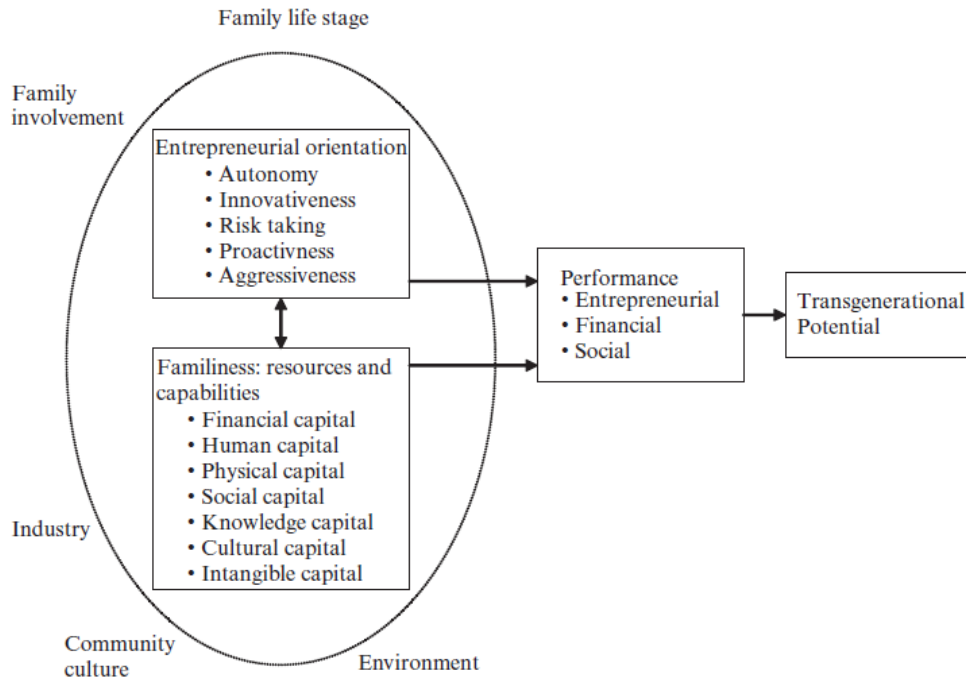 Family life stage
Family
involvement
Entrepreneurial orientation
• Autonomy
• Innovativeness
• Risk taking
• Proactivness
• Aggressiveness
Familiness: resources and
capabilities
• Financial capital
• Human capital
• Physical capital
• Social capital
• Knowledge capital
• Cultural capital
• Intangible capital
Performance
• Entrepreneurial
• Financial
• Social
Transgenerational
Potential
Industry
Community
culture
Environment